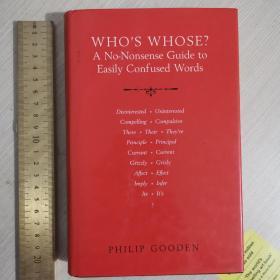 WHO'S WHOSE?
A No-Nonsense Guide to
Easily Confused Words
Disinterested • Uninterested
Compelling • Compulsive
There • Their • They're
Principle • Principal
Currant • Current
Grizzly • Grisly
Affect • Effect
Imply • Infer
Its • It's
PHILIP GOODEN